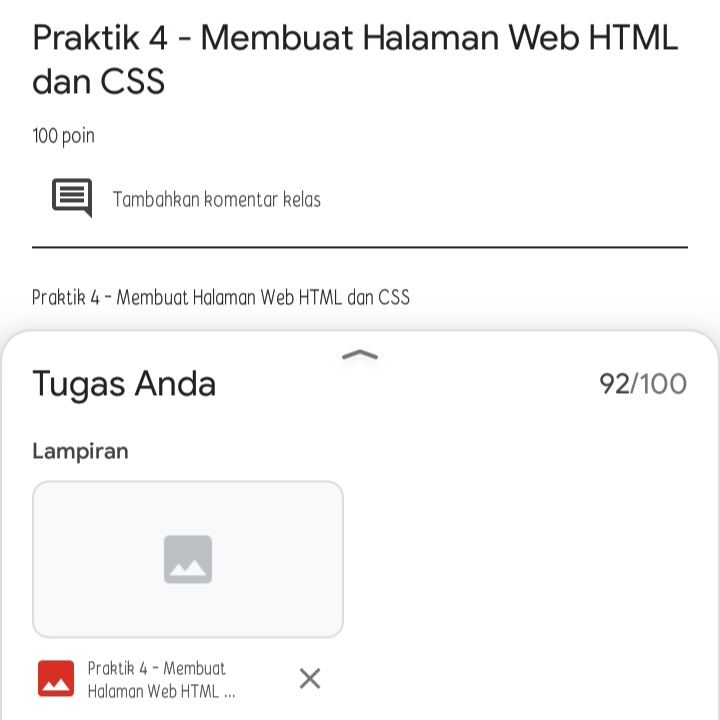 Praktik 4 - Membuat Halaman Web HTML
dan CSS
100 poin
Tambahkan komentar kelas
Praktik 4 - Membuat Halaman Web HTML dan CSS
Tugas Anda
92/100
Lampiran
Praktik 4 - Membuat
Halaman Web HTML ...